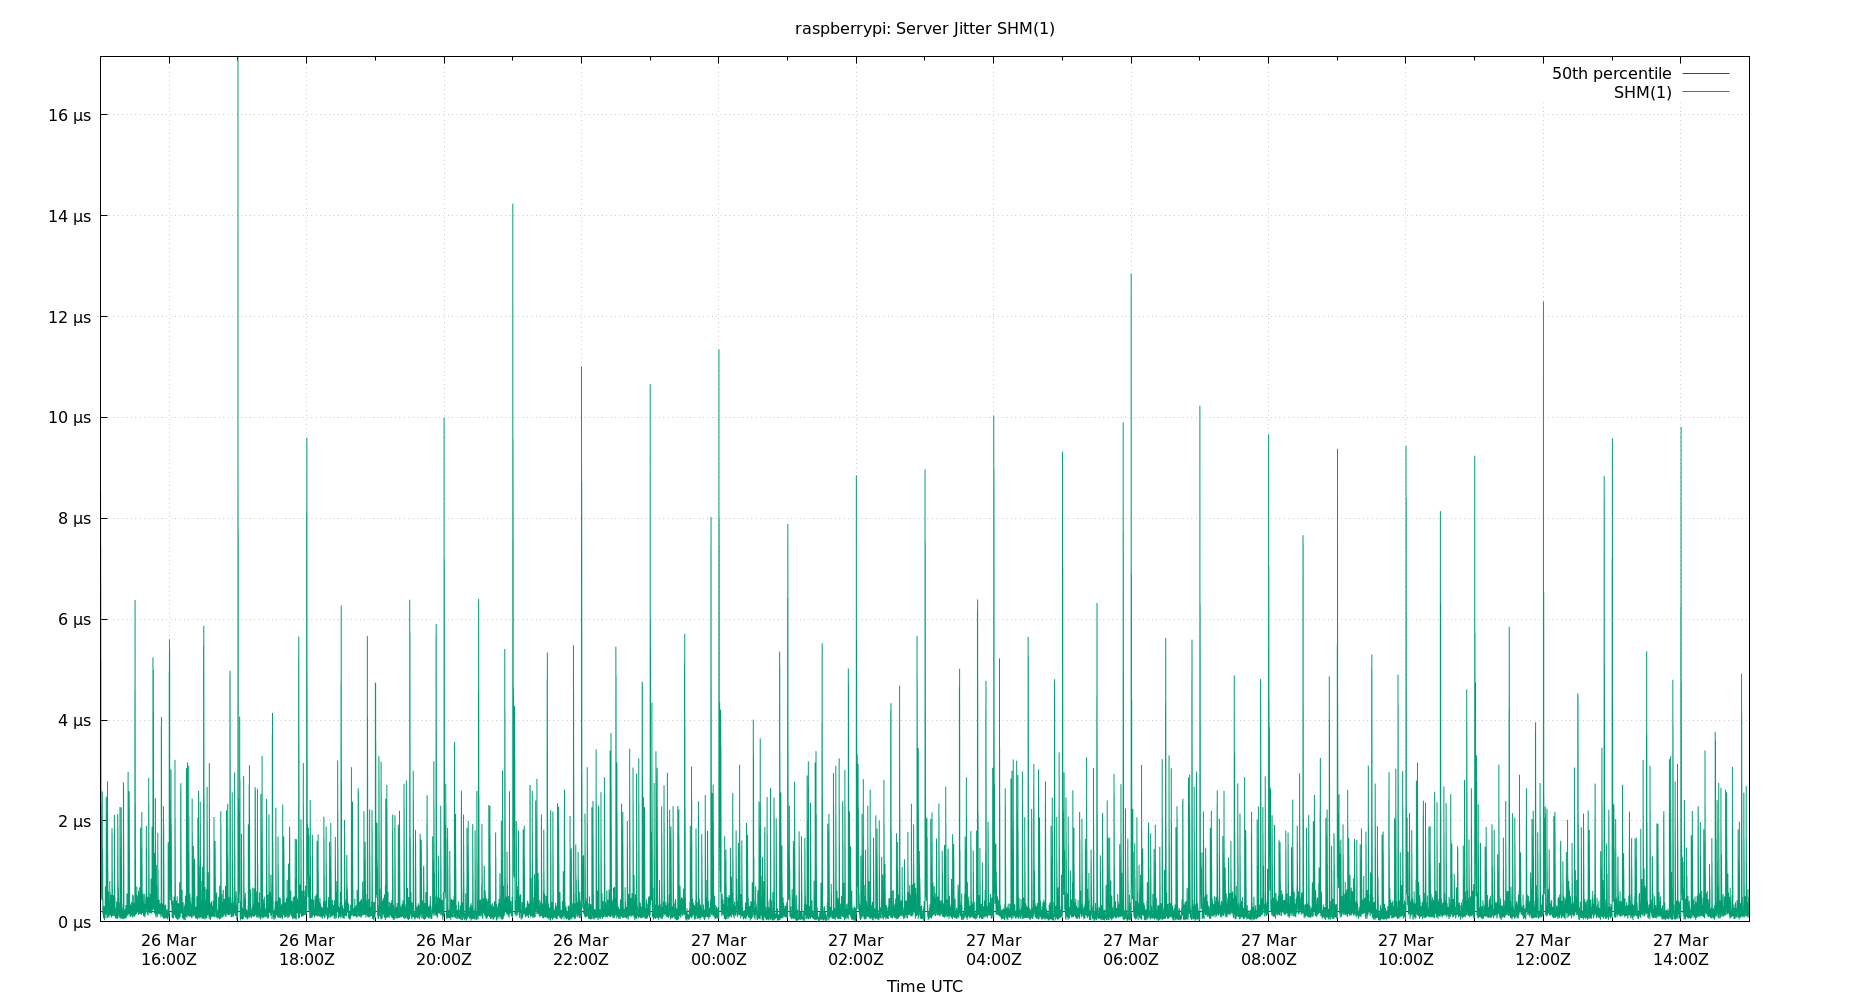 raspberrypi: Server Jitter SHM(1)
50th percentile
SHM(1)
16 µs
14 µs
12 µs
10 µs
8 µs
6 µs
4 µs
2 µs
0 µs
26 Mar 26 Mar 26 Mar 26 Mar 27 Mar 27 Mar 27 Mar 27 Mar 27 Mar 27 Mar 27 Mar 27 Mar
16:00Z 18:00Z 20:00Z 22:00Z 00:00Z 02:00Z 04:00Z 06:00Z 08:00Z 10:00Z 12:00Z 14:00Z
Time UTC